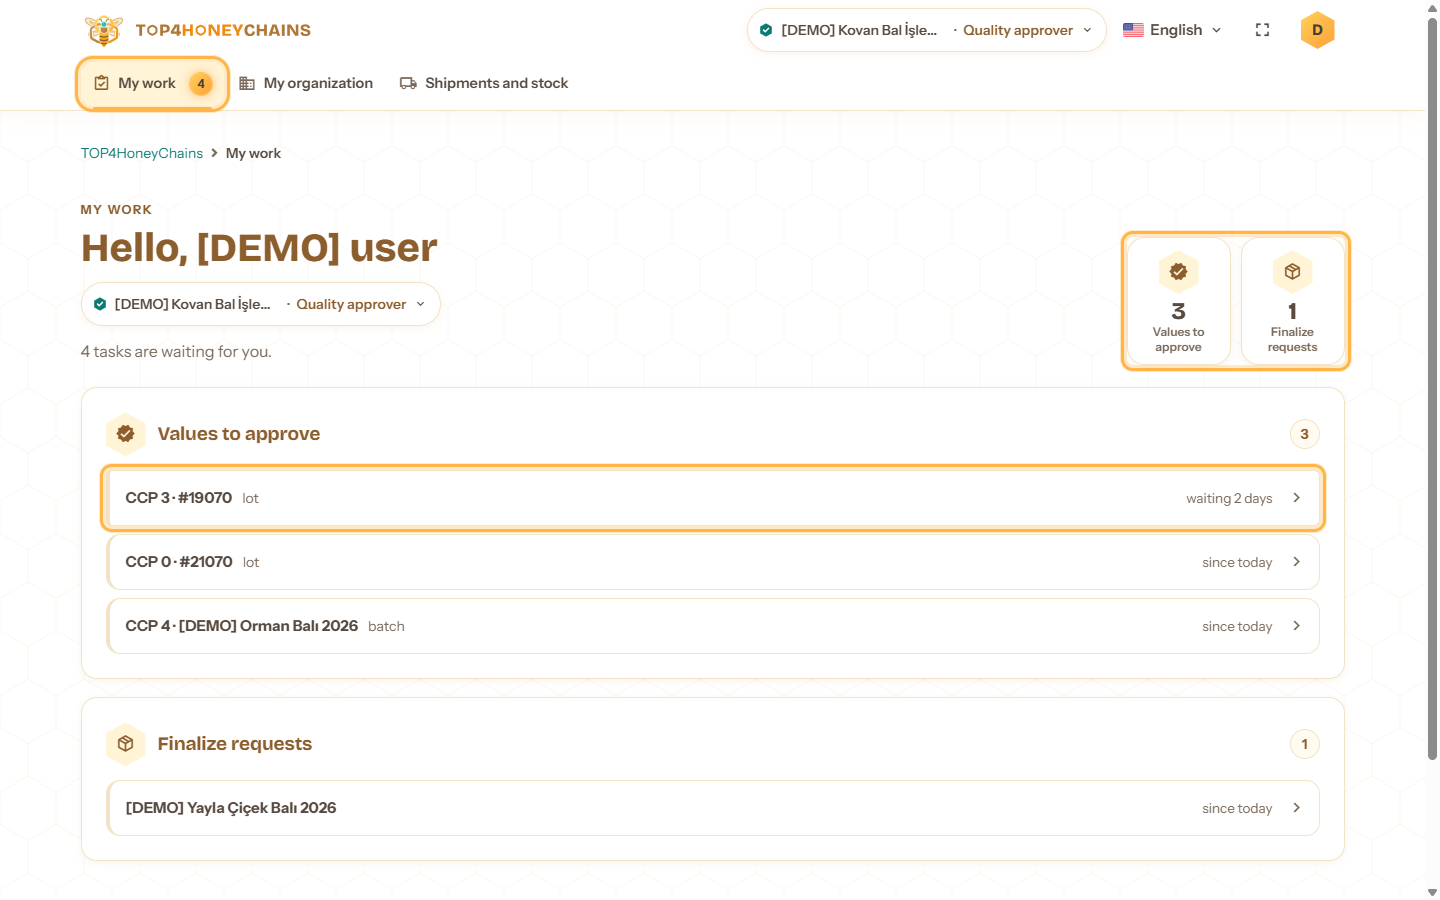 TOP4HONEYCHAINS
[DEMO] Kovan Bal İşle... · Quality approver
English
D
My work 4
My organization
Shipments and stock
TOP4HoneyChains > My work
MY WORK
Hello, [DEMO] user
[DEMO] Kovan Bal İşle... · Quality approver
4 tasks are waiting for you.
3
Values to
approve
1
Finalize
requests
Values to approve 3
CCP 3 · #19070 lot waiting 2 days
CCP 0 · #21070 lot since today
CCP 4 · [DEMO] Orman Balı 2026 batch since today
Finalize requests 1
[DEMO] Yayla Çiçek Balı 2026 since today